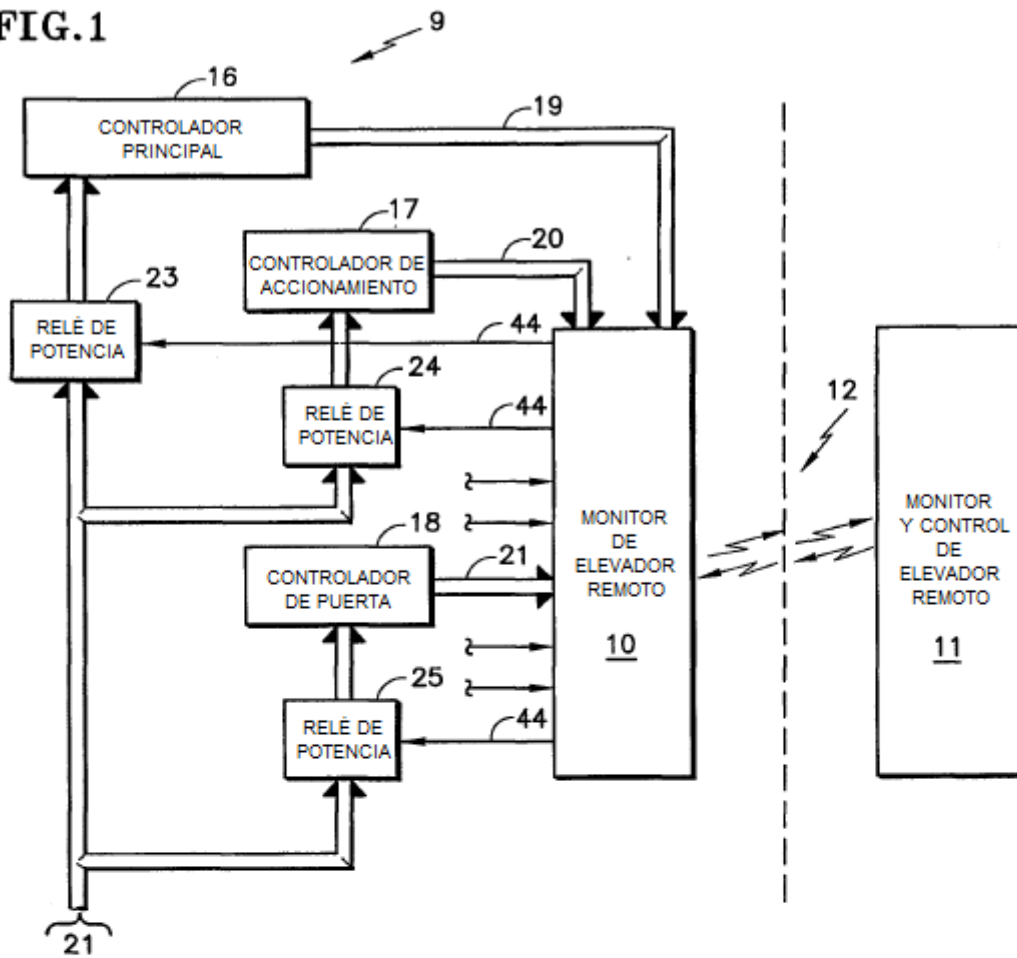 FIG.1
9
16
CONTROLADOR
PRINCIPAL
19
17
CONTROLADOR DE
ACCIONAMIENTO
20
23
RELÉ DE
POTENCIA
44
24
RELÉ DE
POTENCIA
44
12
18
CONTROLADOR
DE PUERTA
21
MONITOR
DE
ELEVADOR
REMOTO
10
MONITOR
Y CONTROL
DE
ELEVADOR
REMOTO
11
25
RELÉ DE
POTENCIA
44
21